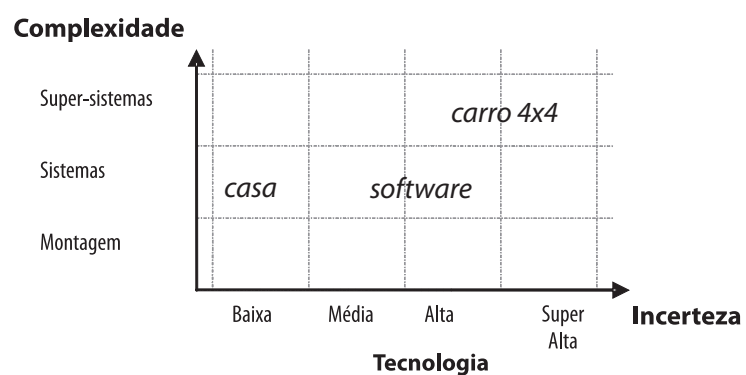 Complexidade
Super-sistemas
carro 4x4
Sistemas
casa
software
Montagem
Baixa
Média
Alta
Super
Alta
Incerteza
Tecnologia